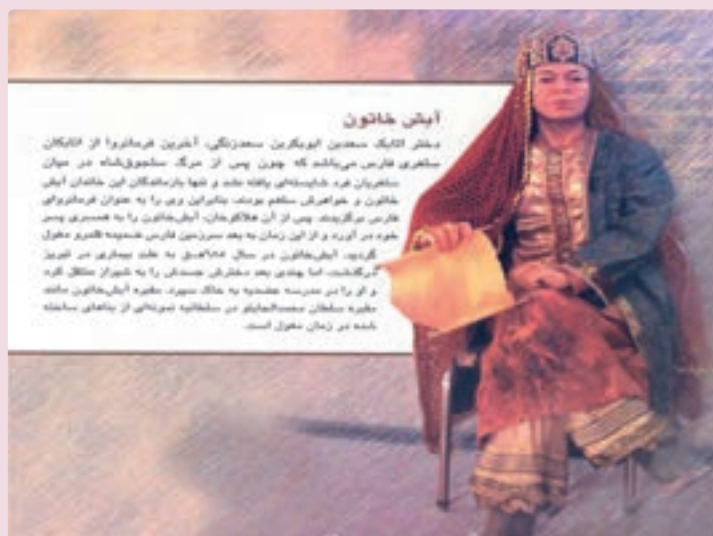 آبش خاتون
دختر اتابک سعدبن ابوبکربن سعدزنگی، آخرین فرمانروا از اتابکان
سلغری فارس می‌باشد که چون پس از مرگ سلجوق‌شاه در میان
سلغریان فرد شایسته‌ای یافته نشد و تنها بازماندگان این خاندان آبش
خاتون و خواهرش سلغم بودند، بنابراین وی را به عنوان فرمانروای
فارس برگزیدند. پس از آن هلاکوخان، آبش‌خاتون را به همسری پسر
خود در آورد و از این زمان به بعد سرزمین فارس ضمیمه قلمرو مغول
گردید. آبش‌خاتون در سال هـ.ق به علت بیماری در تبریز
درگذشت. اما چندی بعد دخترش جسدش را به شیراز منتقل کرد
و او را در مدرسه عضدیه به خاک سپرد. مقبره آبش‌خاتون مانند
مقبره سلطان محمدالجایتو در سلطانیه نمونه‌ای از بناهای ساخته
شده در زمان مغول است.